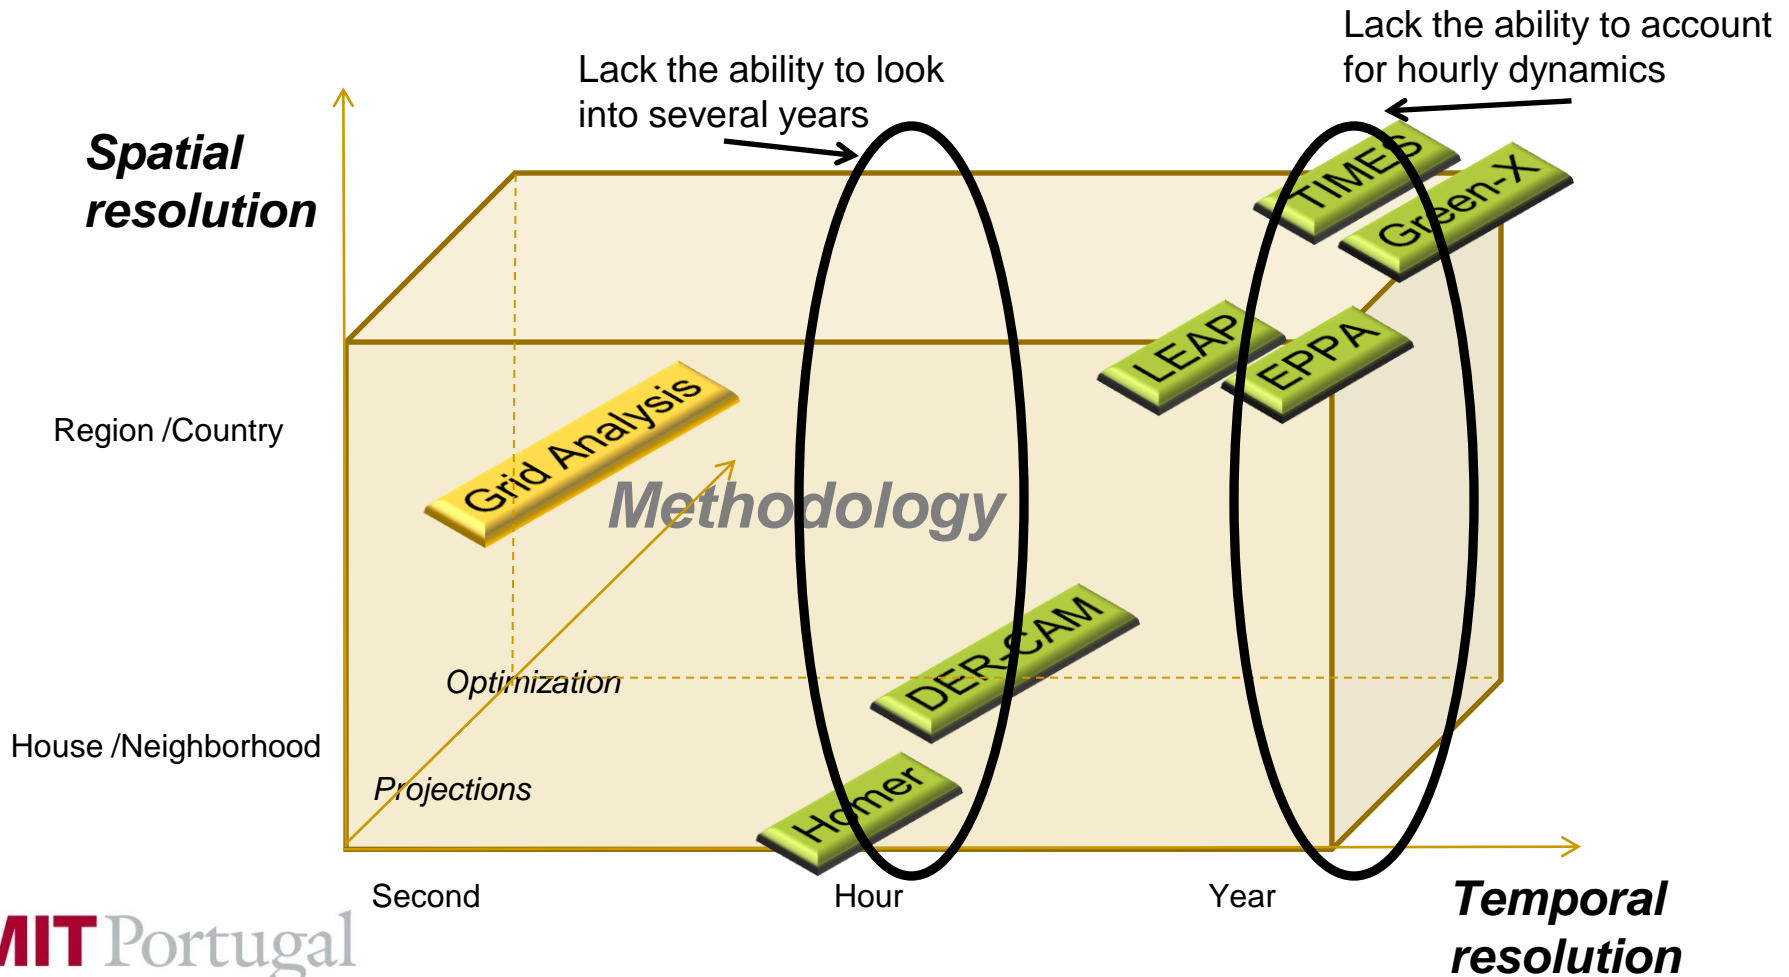 Lack the ability to account
for hourly dynamics
Lack the ability to look
into several years
Spatial
resolution
TIMES
Green-X
LEAP
EPPA
Region /Country
Grid Analysis
Methodology
DER-CAM
Optimization
House /Neighborhood
Projections
Homer
Second
Hour
Year
Temporal
resolution
MIT Portugal